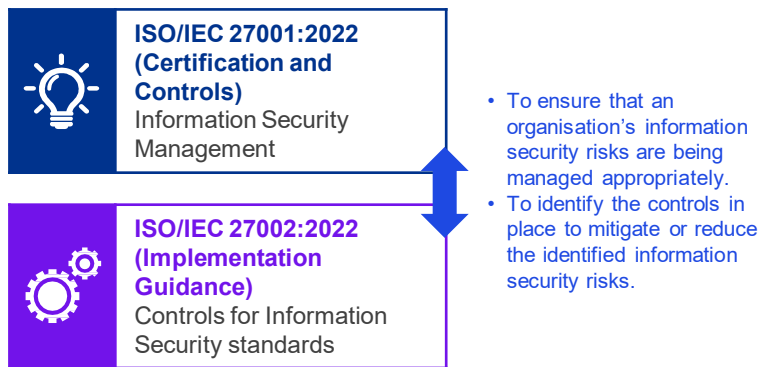 ISO/IEC 27001:2022
(Certification and
Controls)
Information Security
Management
• To ensure that an
organisation’s information
security risks are being
managed appropriately.
• To identify the controls in
place to mitigate or reduce
the identified information
security risks.
ISO/IEC 27002:2022
(Implementation
Guidance)
Controls for Information
Security standards